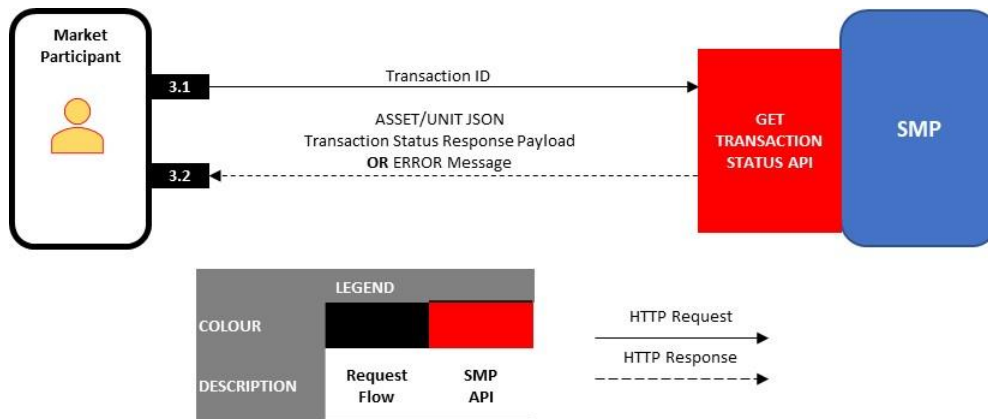 Market
Participant
3.1
Transaction ID
ASSET/UNIT JSON
Transaction Status Response Payload
OR ERROR Message
3.2
GET
TRANSACTION
STATUS API
SMP
LEGEND
COLOUR
DESCRIPTION
Request
Flow
SMP
API
HTTP Request
HTTP Response